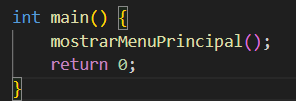 int main() {
    mostrarMenuPrincipal();
    return 0;
}